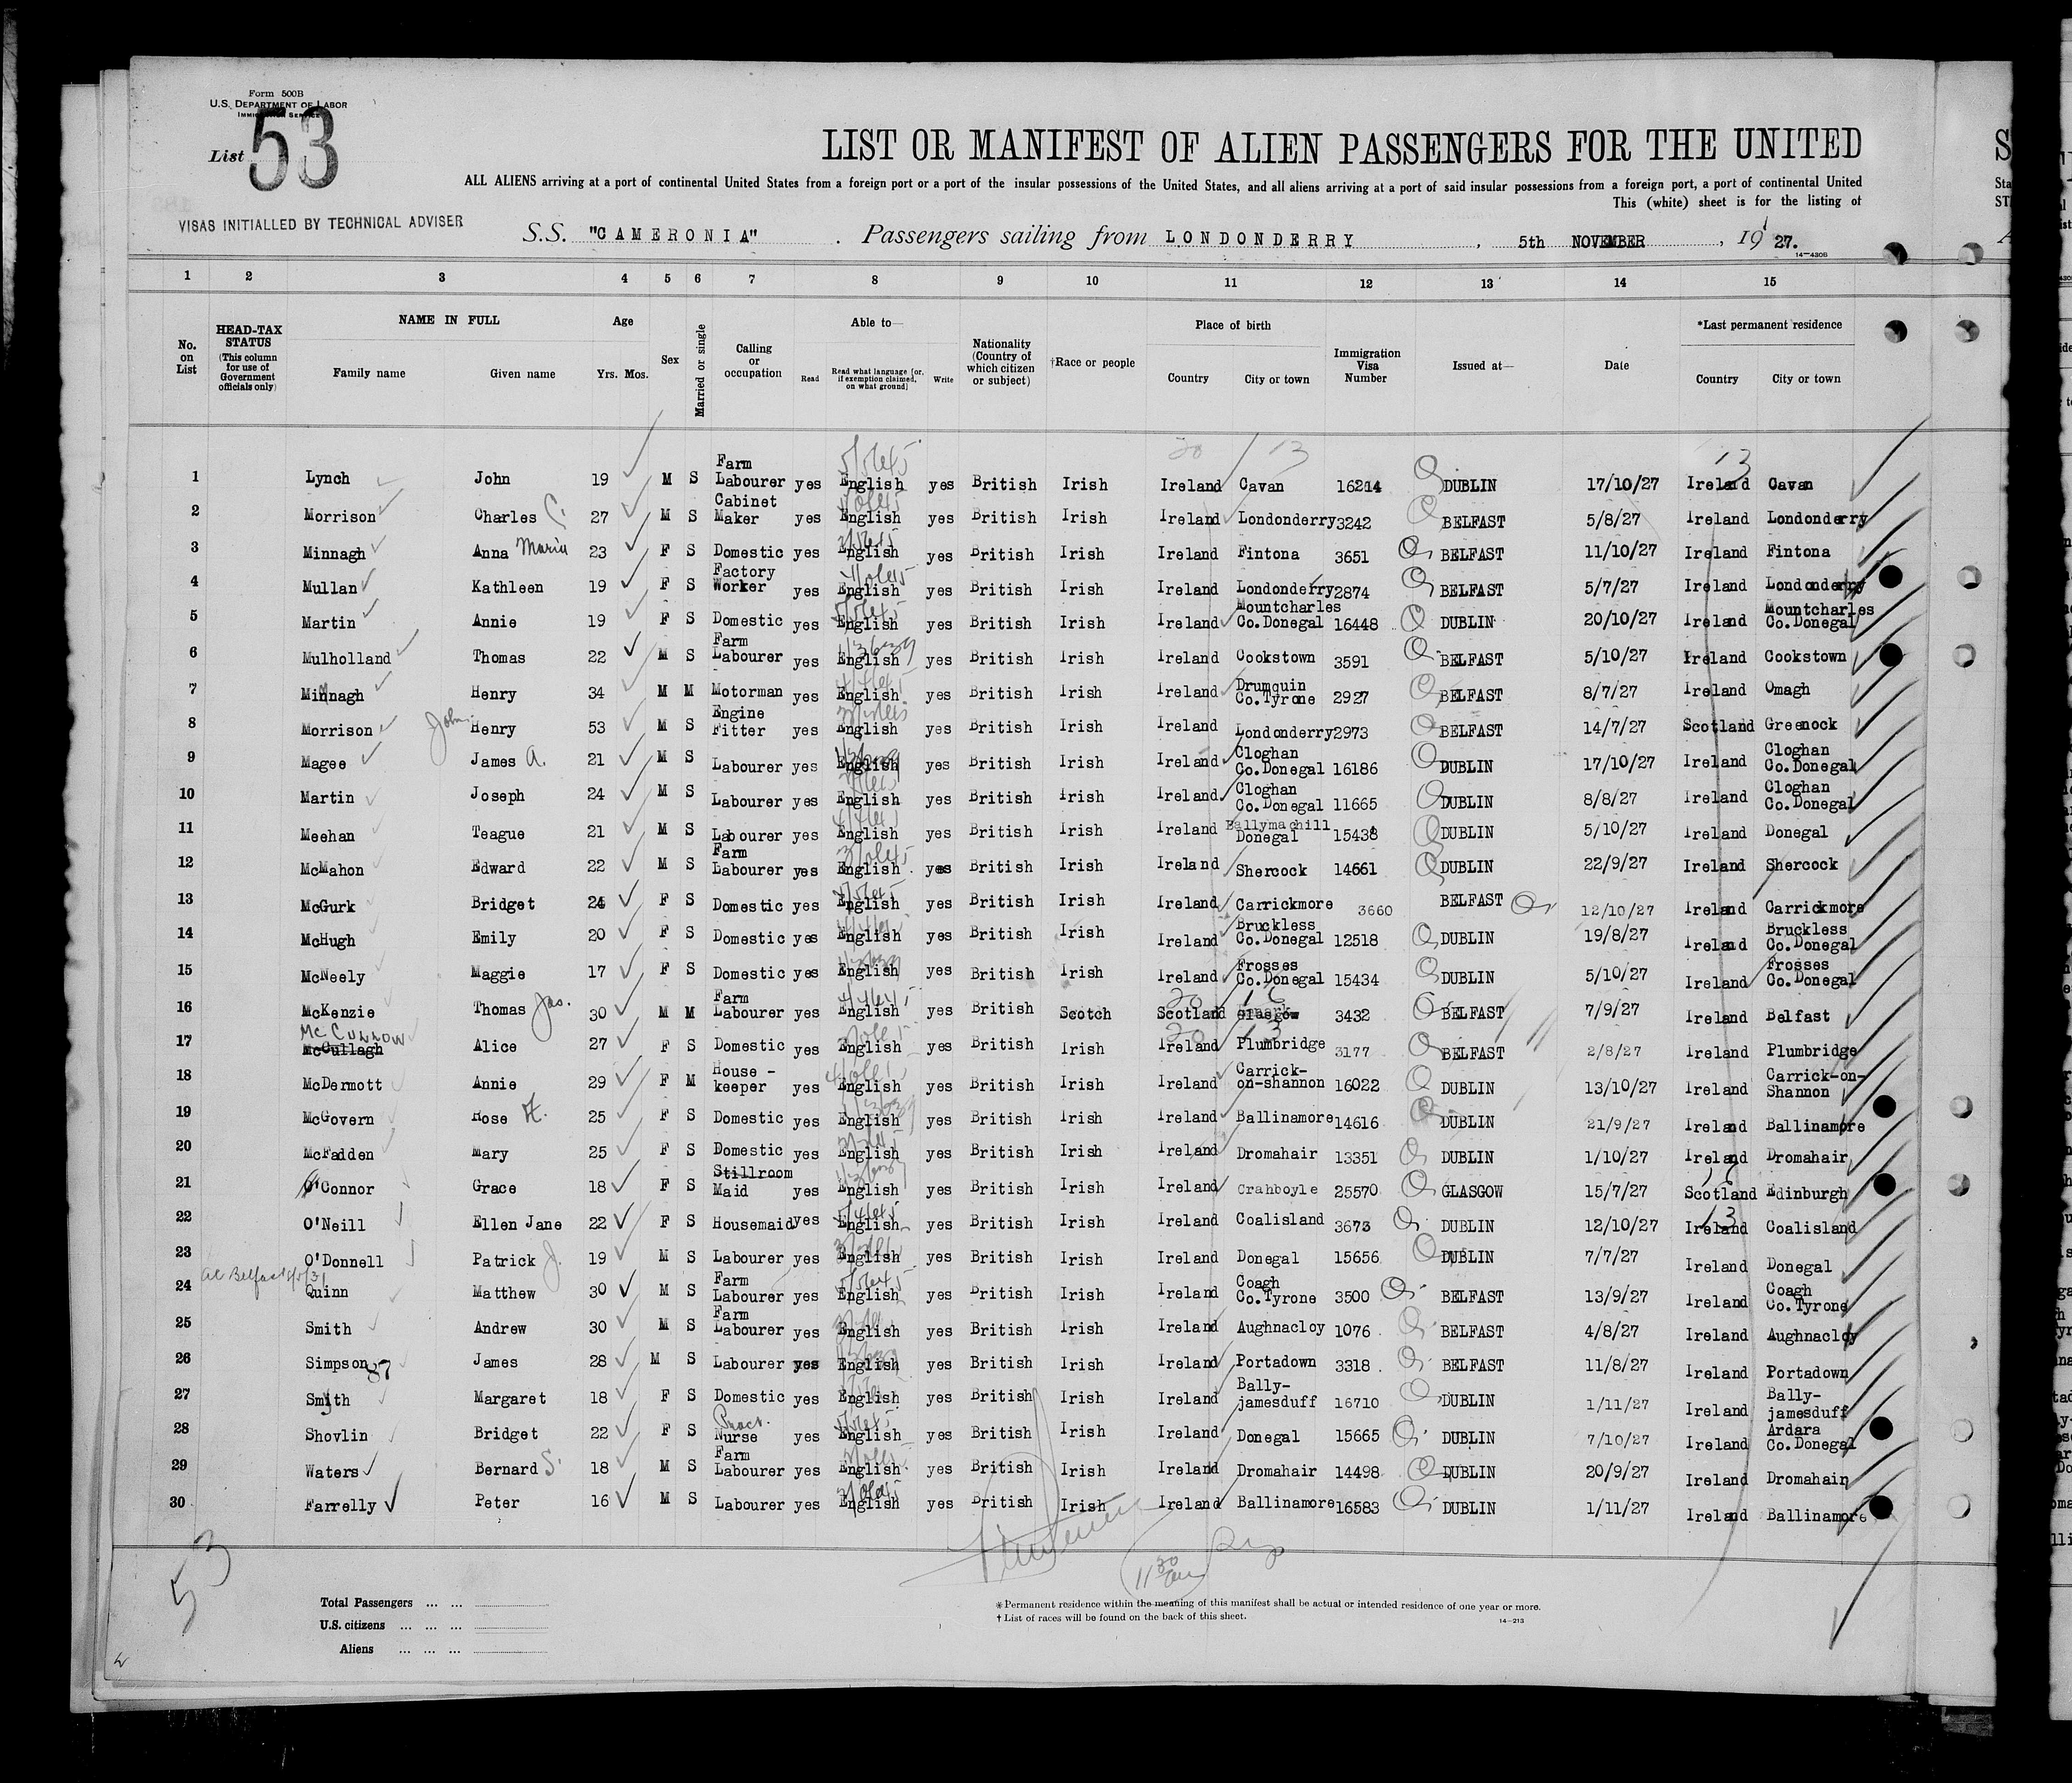 Form 500B
U.S. DEPARTMENT OF LABOR
IMMIGRATION SERVICE
List 53
LIST OR MANIFEST OF ALIEN PASSENGERS FOR THE UNITED
ALL ALIENS arriving at a port of continental United States from a foreign port or a port of the insular possessions of the United States, and all aliens arriving at a port of said insular possessions from a foreign port, a port of continental United
This (white) sheet is for the listing of
VISAS INITIALLED BY TECHNICAL ADVISER
S.S. "CAMERONIA" . Passengers sailing from LONDONDERRY , 5th NOVEMBER , 19 27.
14—430B
1 2 3 4 5 6 7 8 9 10 11 12 13 14 15
No. on List HEAD-TAX STATUS (This column for use of Government officials only) NAME IN FULL Family name Given name Age Yrs. Mos. Sex Married or single Calling or occupation Able to— Read Read what language (or, if exemption claimed, on what ground) Write Nationality (Country of which citizen or subject) †Race or people Place of birth Country City or town Immigration Visa Number Issued at— Date *Last permanent residence Country City or town
1 Lynch John 19 M S Farm Labourer yes English yes British Irish Ireland Cavan 16214 DUBLIN 17/10/27 Ireland Cavan
2 Morrison Charles C. 27 M S Cabinet Maker yes English yes British Irish Ireland Londonderry 3242 BELFAST 5/8/27 Ireland Londonderry
3 Minnagh Anna Maria 23 F S Domestic yes English yes British Irish Ireland Fintona 3651 BELFAST 11/10/27 Ireland Fintona
4 Mullan Kathleen 19 F S Factory Worker yes English yes British Irish Ireland Londonderry 2874 BELFAST 5/7/27 Ireland Londonderry
5 Martin Annie 19 F S Domestic yes English yes British Irish Ireland Mountcharles Co.Donegal 16448 DUBLIN 20/10/27 Ireland Mountcharles Co.Donegal
6 Mulholland Thomas 22 M S Farm Labourer yes English yes British Irish Ireland Cookstown 3591 BELFAST 5/10/27 Ireland Cookstown
7 Minnagh Henry 34 M M Motorman yes English yes British Irish Ireland Drumquin Co.Tyrone 2927 BELFAST 8/7/27 Ireland Omagh
8 Morrison John Henry 53 M S Engine Fitter yes English yes British Irish Ireland Londonderry 2973 BELFAST 14/7/27 Scotland Greenock
9 Magee James A. 21 M S Labourer yes English yes British Irish Ireland Cloghan Co.Donegal 16186 DUBLIN 17/10/27 Ireland Cloghan Co.Donegal
10 Martin Joseph 24 M S Labourer yes English yes British Irish Ireland Cloghan Co.Donegal 11665 DUBLIN 8/8/27 Ireland Cloghan Co.Donegal
11 Meehan Teague 21 M S Labourer yes English yes British Irish Ireland Ballymachill Donegal 15438 DUBLIN 5/10/27 Ireland Donegal
12 McMahon Edward 22 M S Farm Labourer yes English yes British Irish Ireland Shercock 14661 DUBLIN 22/9/27 Ireland Shercock
13 McGurk Bridget 24 F S Domestic yes English yes British Irish Ireland Carrickmore 3660 BELFAST 12/10/27 Ireland Carrickmore
14 McHugh Emily 20 F S Domestic yes English yes British Irish Ireland Bruckless Co.Donegal 12518 DUBLIN 19/8/27 Ireland Bruckless Co.Donegal
15 McNeely Maggie 17 F S Domestic yes English yes British Irish Ireland Frosses Co.Donegal 15434 DUBLIN 5/10/27 Ireland Frosses Co.Donegal
16 McKenzie Thomas Jas. 30 M M Farm Labourer yes English yes British Scotch Scotland Glasgow 3432 BELFAST 7/9/27 Ireland Belfast
17 McCullagh Alice 27 F S Domestic yes English yes British Irish Ireland Plumbridge 3177 BELFAST 2/8/27 Ireland Plumbridge
18 McDermott Annie 29 F M House-keeper yes English yes British Irish Ireland Carrick-on-shannon 16022 DUBLIN 13/10/27 Ireland Carrick-on-Shannon
19 McGovern Rose A. 25 F S Domestic yes English yes British Irish Ireland Ballinamore 14616 DUBLIN 21/9/27 Ireland Ballinamore
20 McFadden Mary 25 F S Domestic yes English yes British Irish Ireland Dromahair 13351 DUBLIN 1/10/27 Ireland Dromahair
21 O'Connor Grace 18 F S Stillroom Maid yes English yes British Irish Ireland Crahboyle 25570 GLASGOW 15/7/27 Scotland Edinburgh
22 O'Neill Ellen Jane 22 F S Housemaid yes English yes British Irish Ireland Coalisland 3673 DUBLIN 12/10/27 Ireland Coalisland
23 O'Donnell Patrick J. 19 M S Labourer yes English yes British Irish Ireland Donegal 15656 DUBLIN 7/7/27 Ireland Donegal
24 Quinn Matthew 30 M S Farm Labourer yes English yes British Irish Ireland Coagh Co.Tyrone 3500 BELFAST 13/9/27 Ireland Coagh Co.Tyrone
25 Smith Andrew 30 M S Farm Labourer yes English yes British Irish Ireland Aughnacloy 1076 BELFAST 4/8/27 Ireland Aughnacloy
26 Simpson James 28 M S Labourer yes English yes British Irish Ireland Portadown 3318 BELFAST 11/8/27 Ireland Portadown
27 Smith Margaret 18 F S Domestic yes English yes British Irish Ireland Bally-jamesduff 16710 DUBLIN 1/11/27 Ireland Bally-jamesduff
28 Shovlin Bridget 22 F S Pract. Nurse yes English yes British Irish Ireland Donegal 15665 DUBLIN 7/10/27 Ireland Ardara Co.Donegal
29 Waters Bernard S. 18 M S Farm Labourer yes English yes British Irish Ireland Dromahair 14498 DUBLIN 20/9/27 Ireland Dromahair
30 Farrelly Peter 16 M S Labourer yes English yes British Irish Ireland Ballinamore 16583 DUBLIN 1/11/27 Ireland Ballinamore
53
Total Passengers ... ...
U.S. citizens ... ... ...
Aliens ... ... ...
* Permanent residence within the meaning of this manifest shall be actual or intended residence of one year or more.
† List of races will be found on the back of this sheet.
14—213